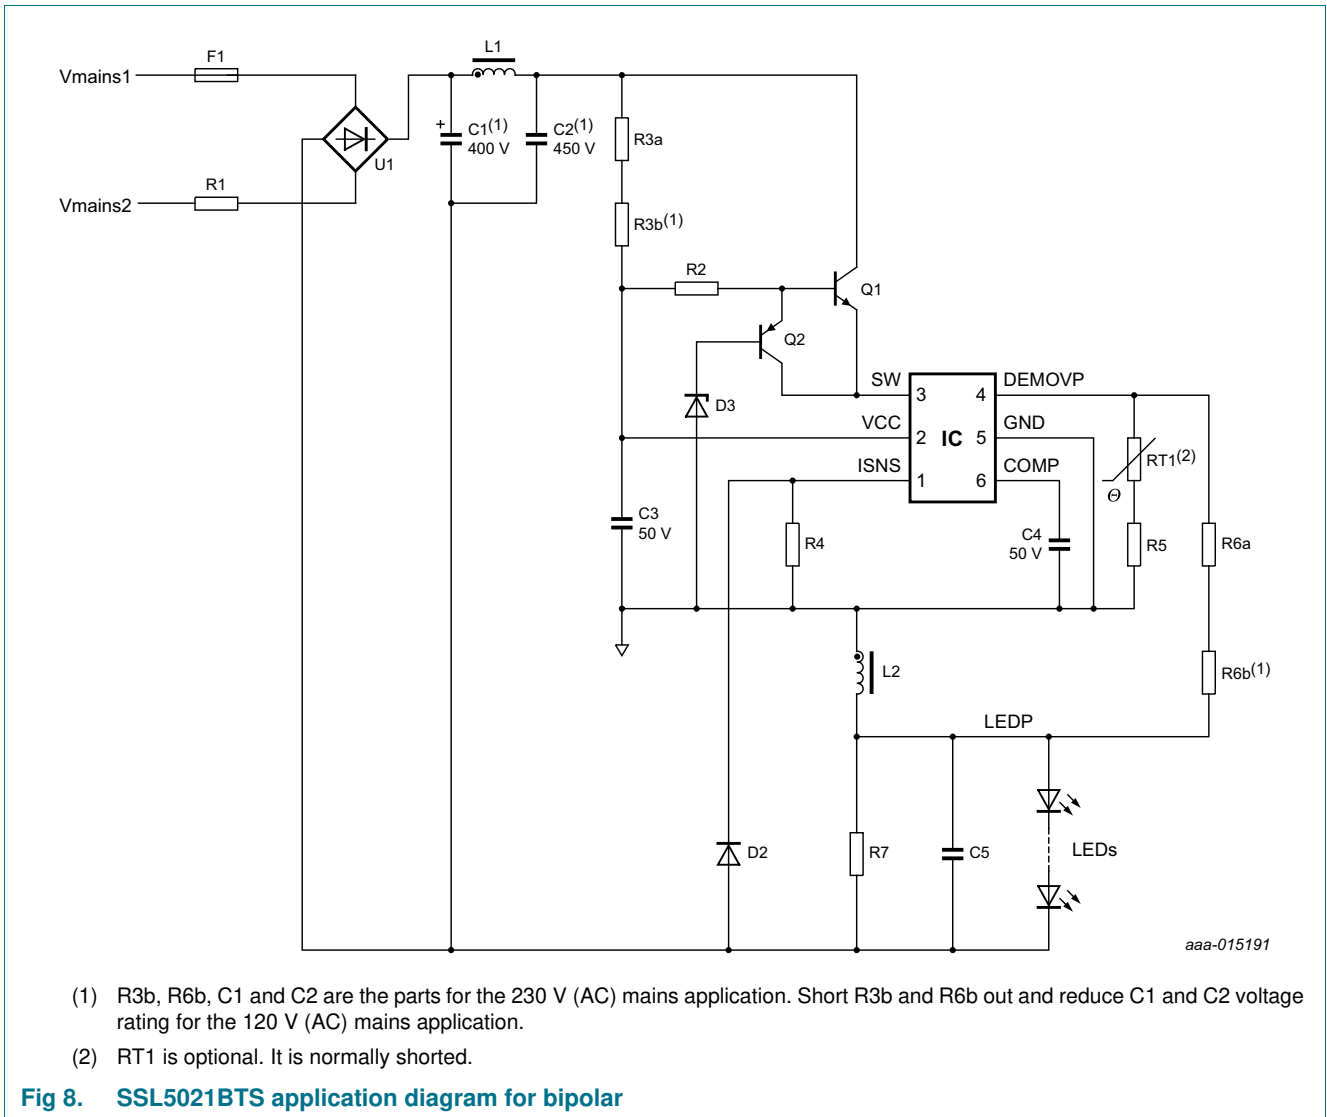 L1
F1
Vmains1
+
C1(1)
400 V
C2(1)
450 V
R3a
U1
R1
Vmains2
R3b(1)
R2
Q1
Q2
SW
DEMOVP
3
4
D3
VCC
GND
2
IC
5
RT1(2)
ISNS
COMP
1
6
Θ
C3
50 V
R4
C4
50 V
R5
R6a
L2
R6b(1)
LEDP
D2
R7
C5
LEDs
aaa-015191
(1) R3b, R6b, C1 and C2 are the parts for the 230 V (AC) mains application. Short R3b and R6b out and reduce C1 and C2 voltage
rating for the 120 V (AC) mains application.
(2) RT1 is optional. It is normally shorted.
Fig 8. SSL5021BTS application diagram for bipolar